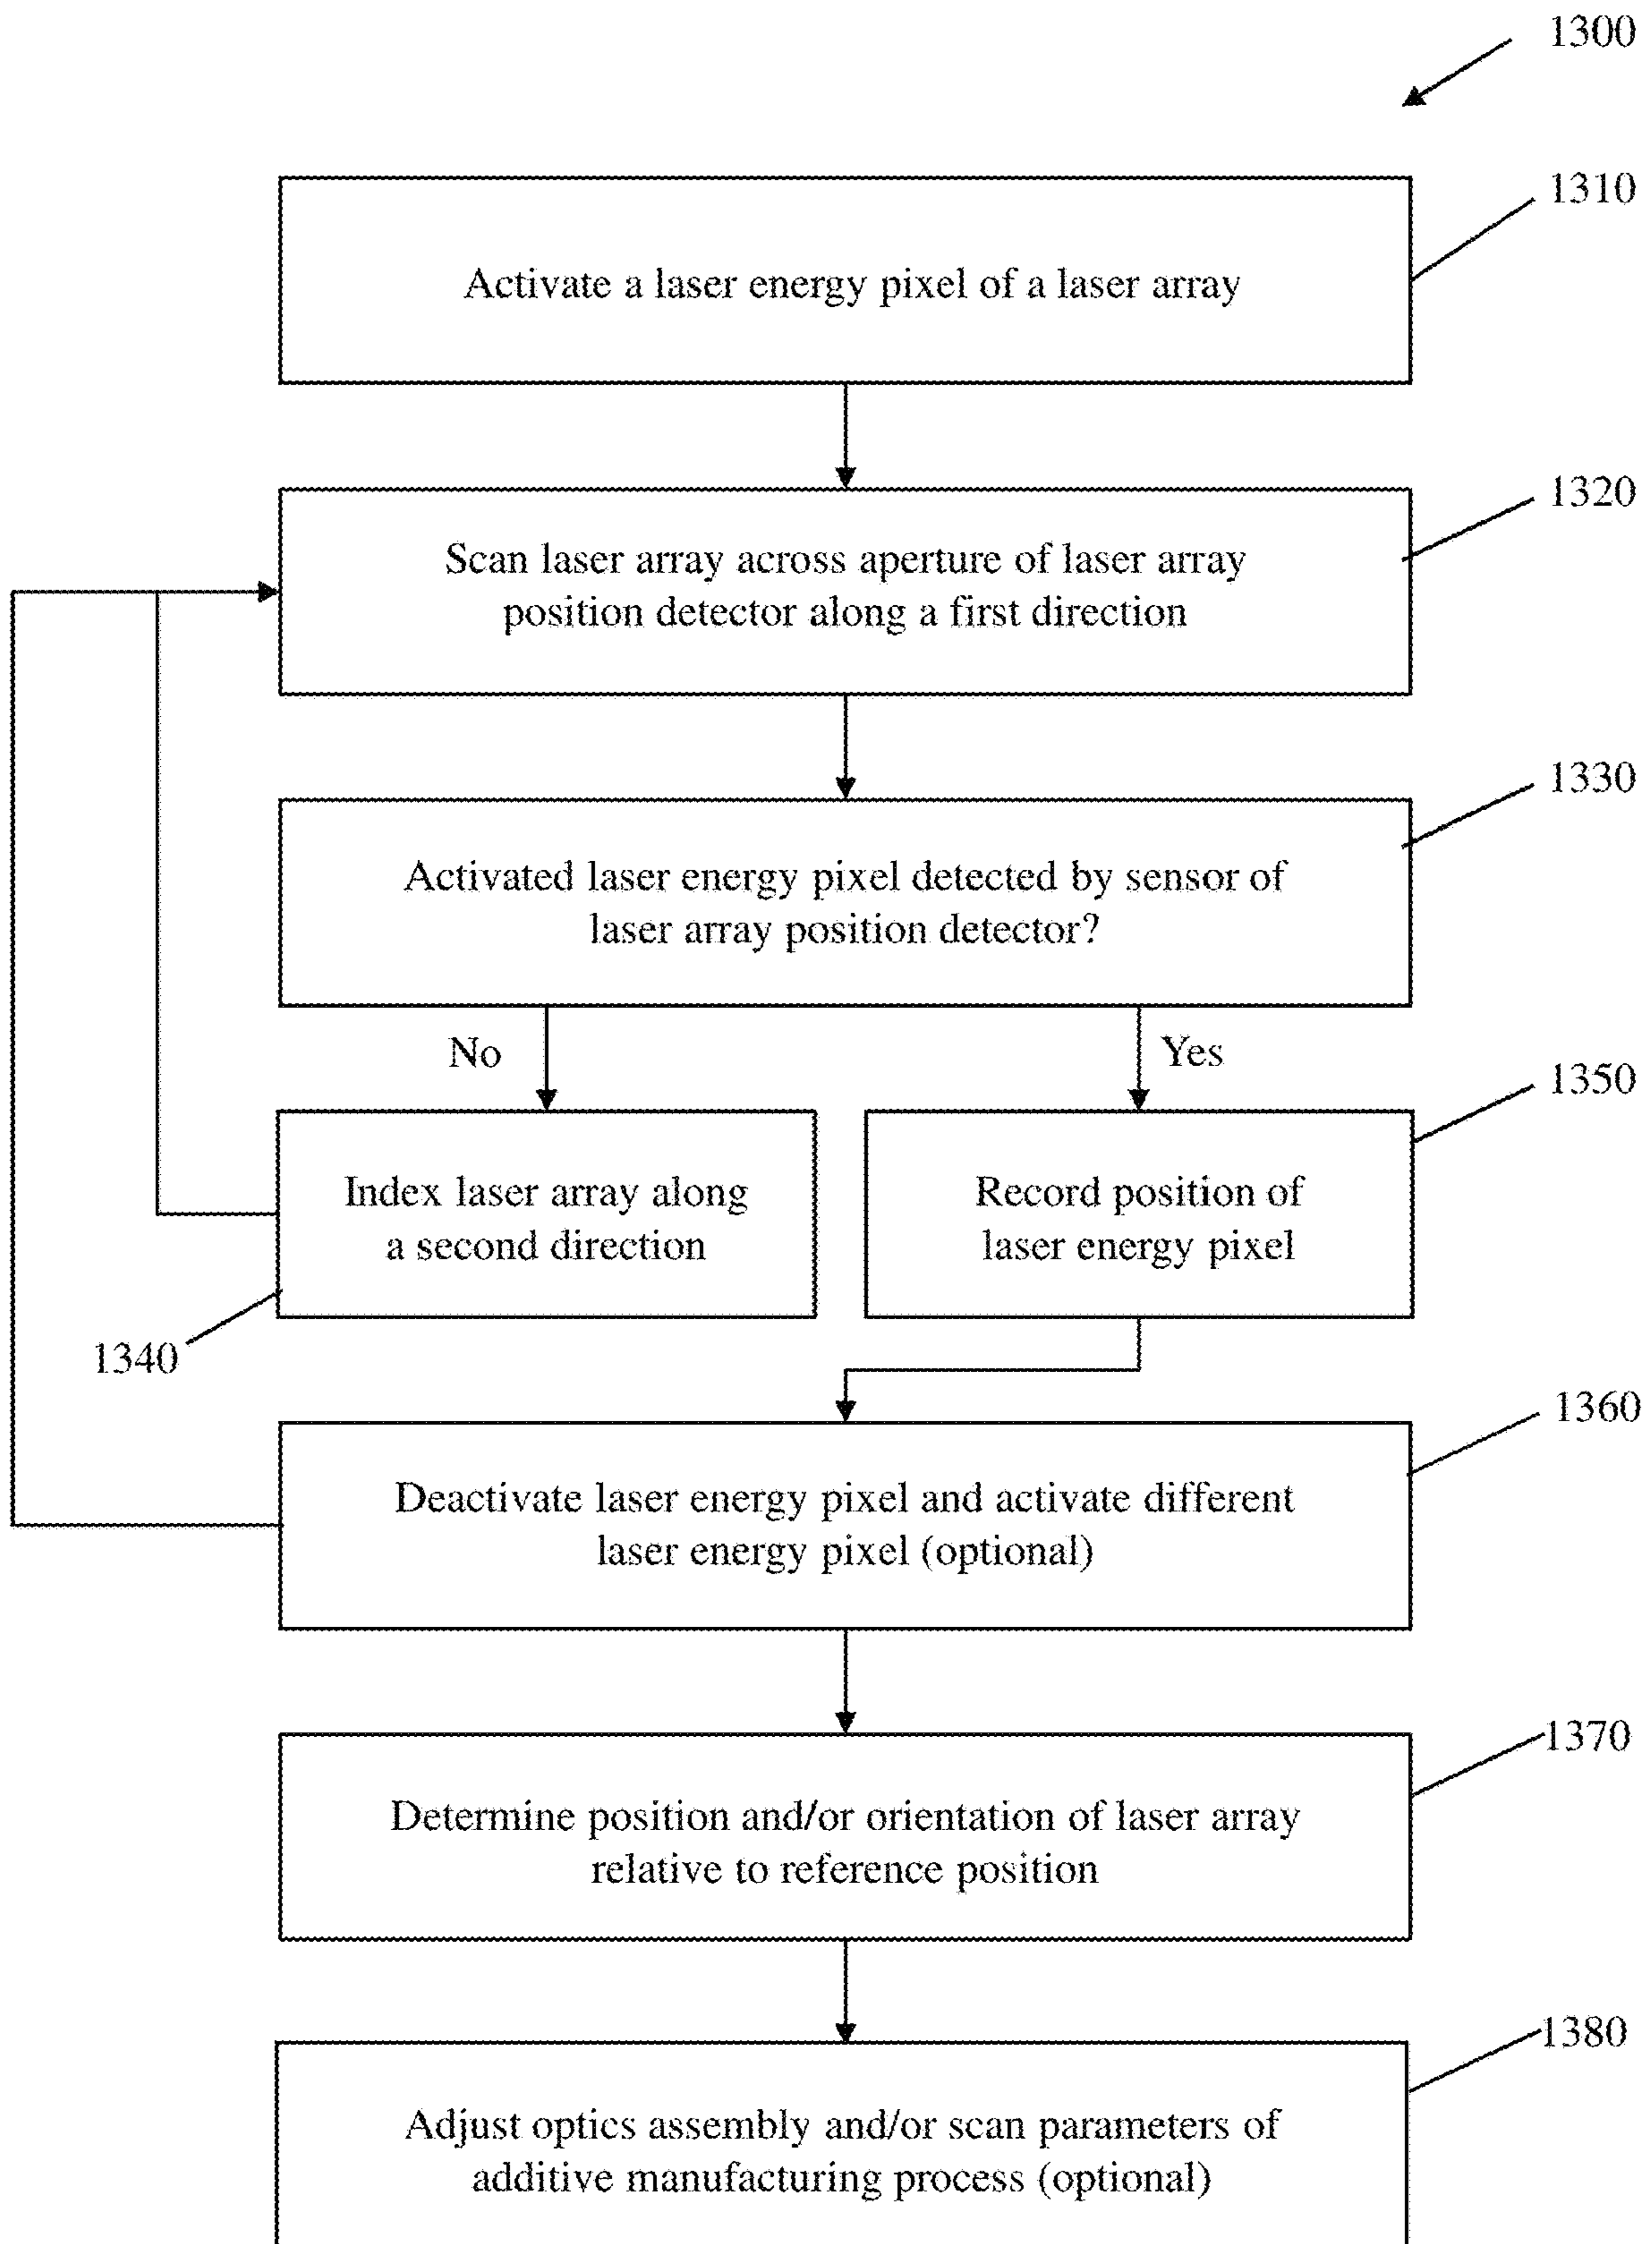 1300
1310
Activate a laser energy pixel of a laser array
1320
Scan laser array across aperture of laser array
position detector along a first direction
1330
Activated laser energy pixel detected by sensor of
laser array position detector?
No
Yes
1350
Index laser array along
a second direction
Record position of
laser energy pixel
1340
1360
Deactivate laser energy pixel and activate different
laser energy pixel (optional)
1370
Determine position and/or orientation of laser array
relative to reference position
1380
Adjust optics assembly and/or scan parameters of
additive manufacturing process (optional)